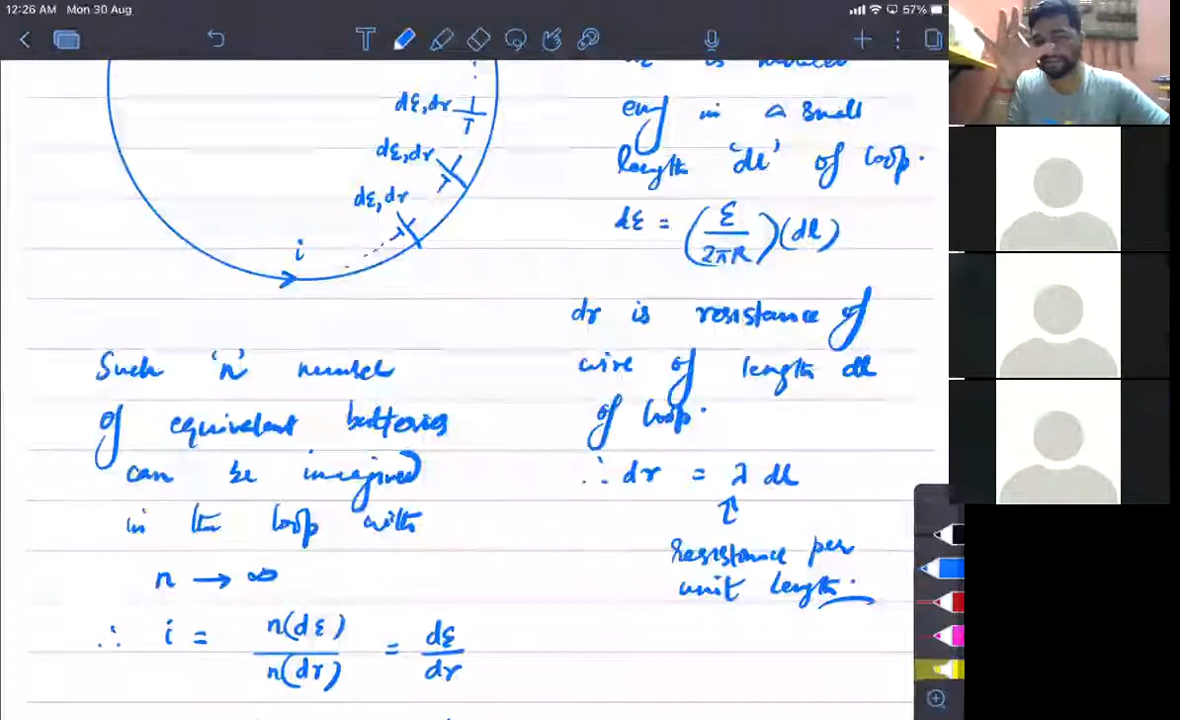 12:26 AM Mon 30 Aug
57%
T
dε, dr
dε, dr
dε, dr
i
Such 'n' number
of equivalent batteries
can be imagined
in the loop with
n → ∞
∴ i = n(dε) / n(dr) = dε / dr
is induced
emf in a small
length 'dl' of loop.
dε = (ε / 2πR)(dl)
dr is resistance of
wire of length dl
of loop.
∴ dr = λ dl
↑
resistance per
unit length.